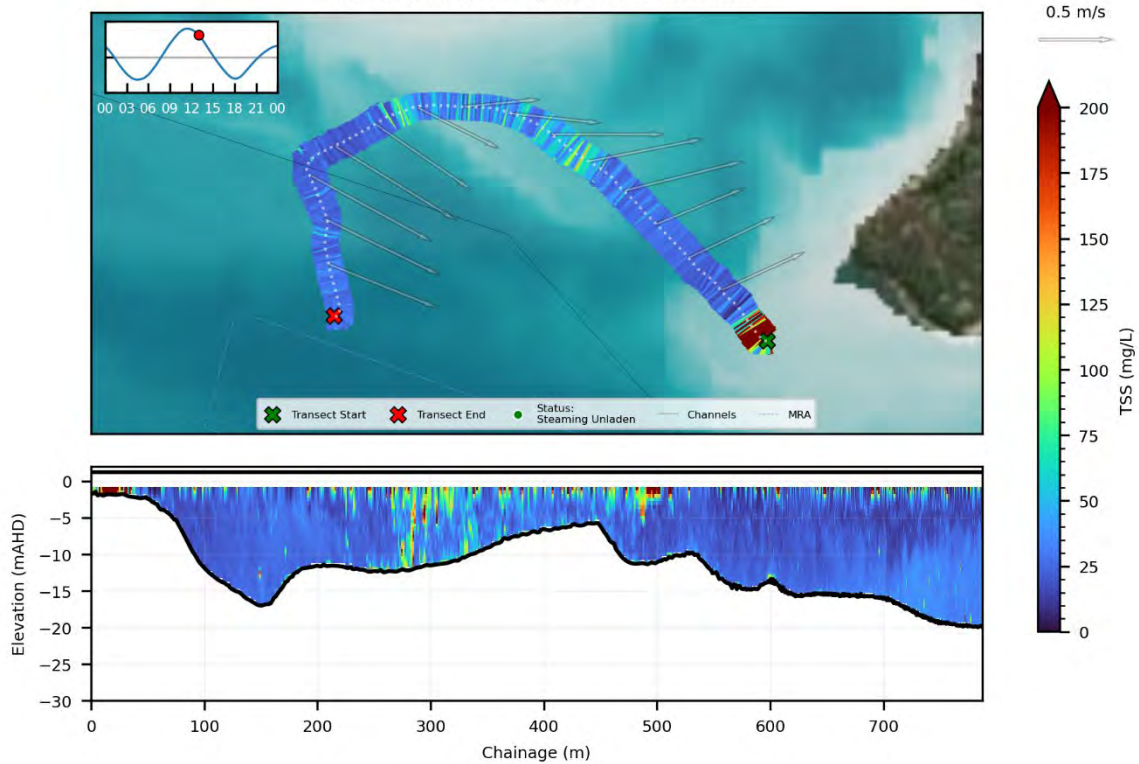 0.5 m/s
00 03 06 09 12 15 18 21 00
Transect Start
Transect End
Status:
Steaming Unladen
Channels
MRA
200
175
150
125
100
75
50
25
0
TSS (mg/L)
0
−5
−10
−15
−20
−25
−30
Elevation (mAHD)
0 100 200 300 400 500 600 700
Chainage (m)